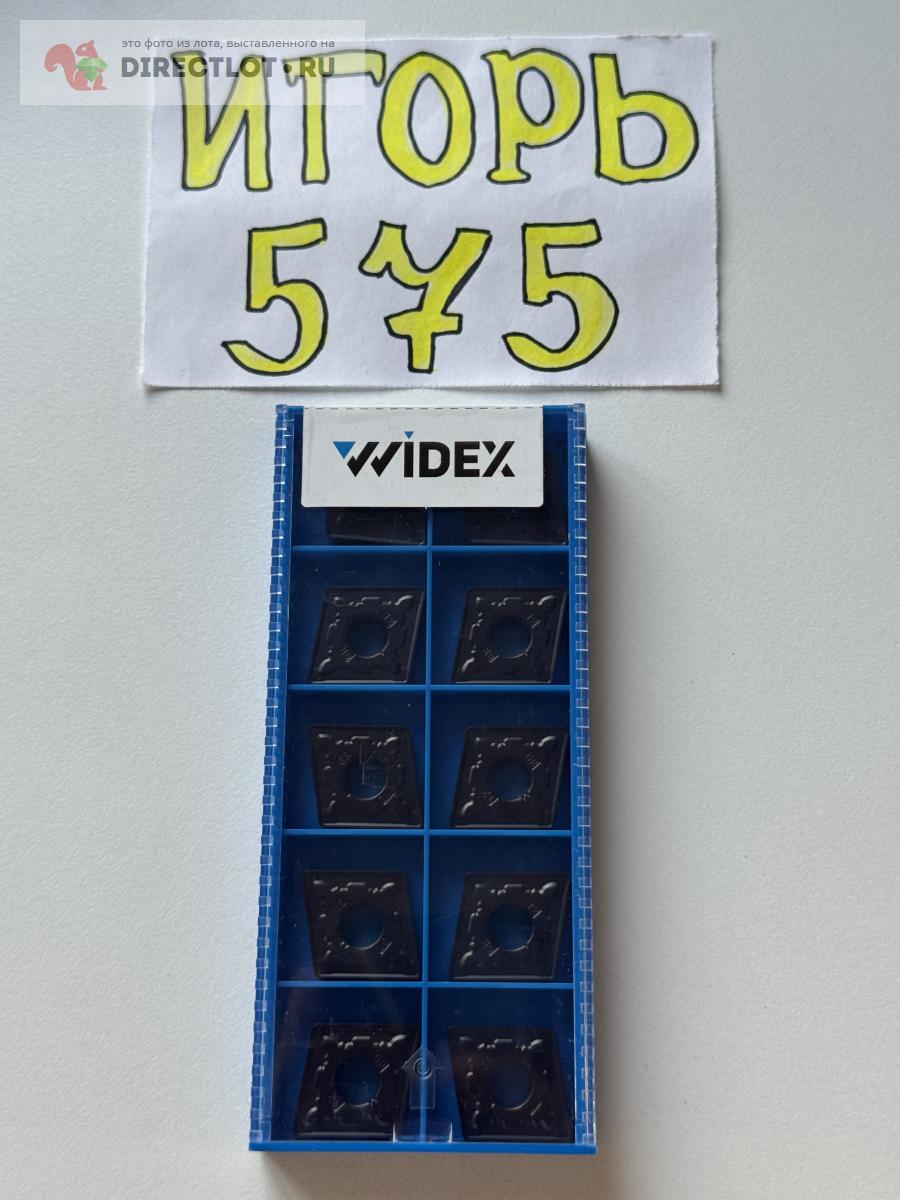 это фото из лота, выставленного на
DIRECTLOT.RU
ИГОРЬ
575
WIDEX